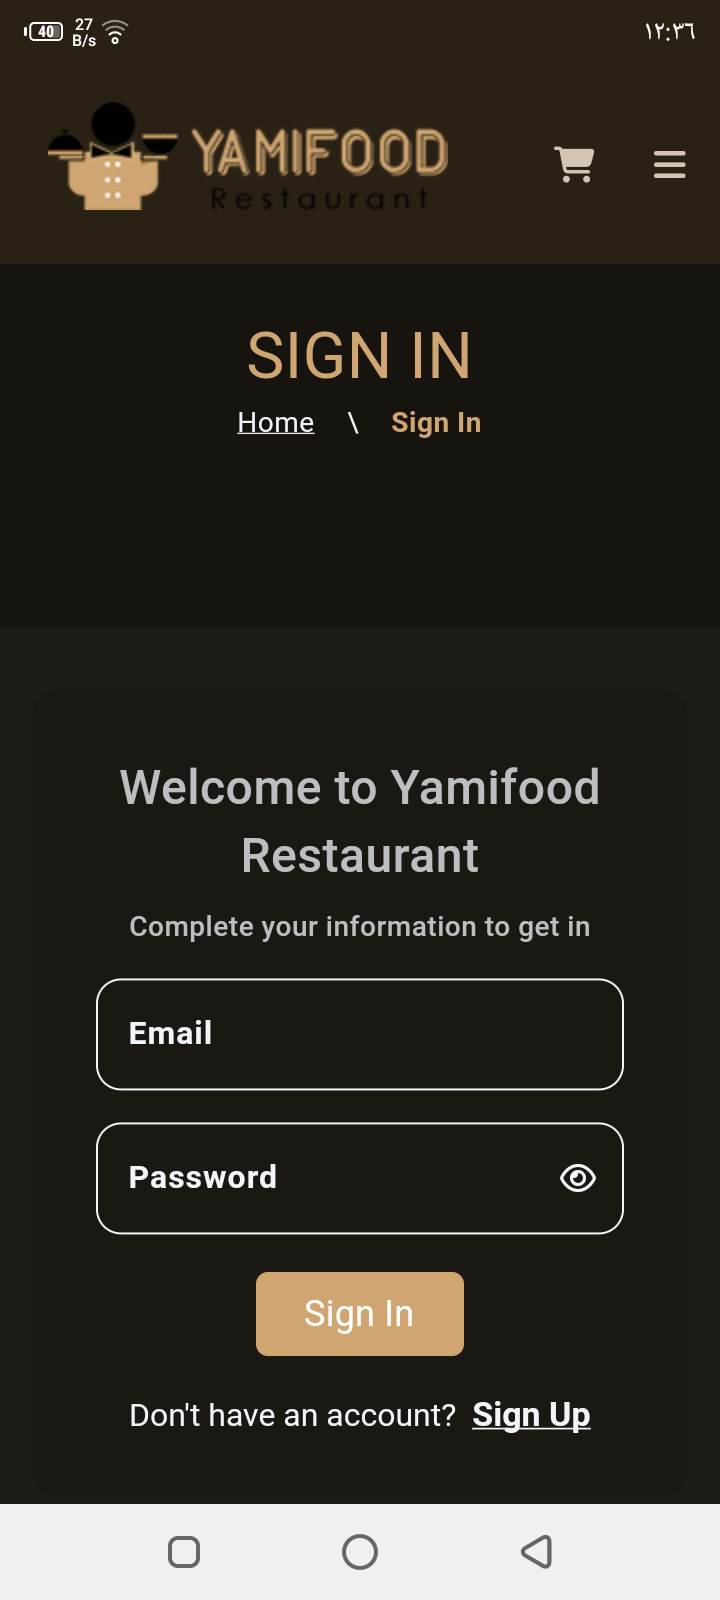 40 27 B/s ١٢:٣٦
YAMIFOOD
Restaurant
SIGN IN
Home \ Sign In
Welcome to Yamifood
Restaurant
Complete your information to get in
Email
Password
Sign In
Don't have an account? Sign Up